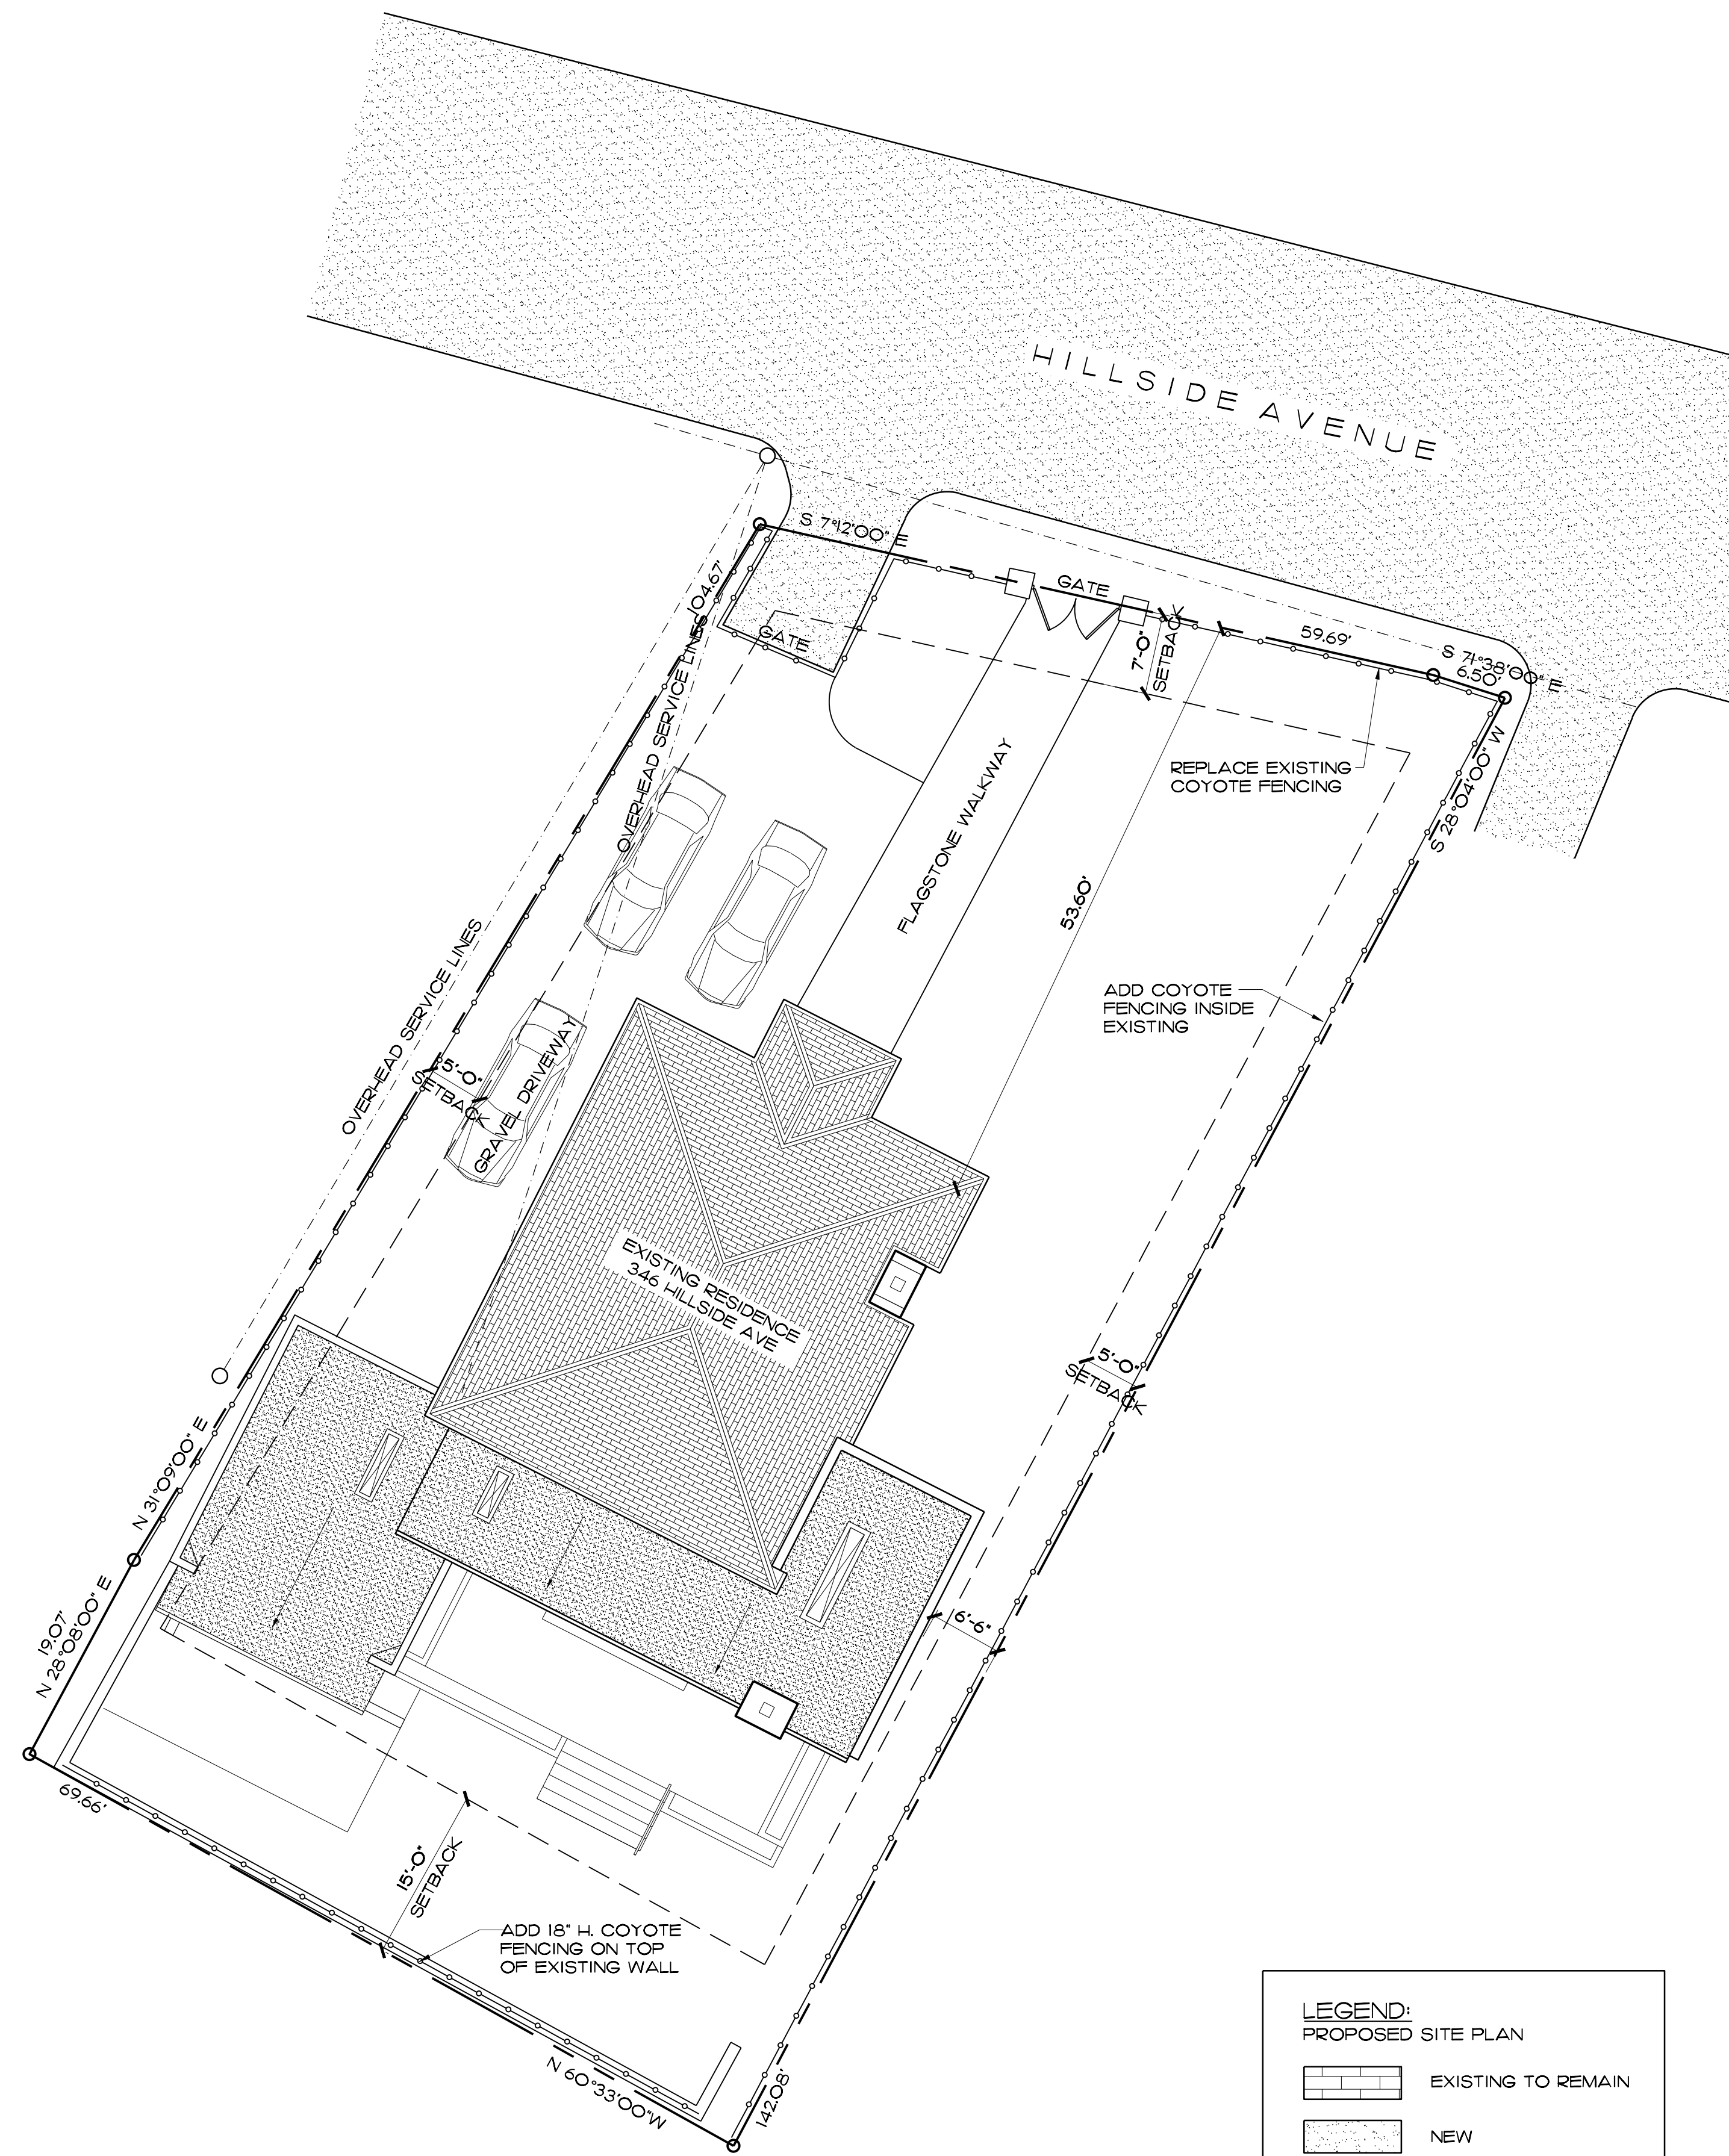 HILLSIDE AVENUE
S 7°12'00" E
GATE
59.69'
S 71°38'00" E
6.50'
104.67'
GATE
7'-0"
SETBACK
OVERHEAD SERVICE LINES
S 28°04'00" W
REPLACE EXISTING
COYOTE FENCING
FLAGSTONE WALKWAY
53.60'
OVERHEAD SERVICE LINES
ADD COYOTE
FENCING INSIDE
EXISTING
5'-0"
SETBACK
GRAVEL DRIVEWAY
EXISTING RESIDENCE
346 HILLSIDE AVE
5'-0"
SETBACK
N 31°09'00" E
19.07'
N 28°08'00" E
6'-6"
69.66'
15'-0"
SETBACK
ADD 18" H. COYOTE
FENCING ON TOP
OF EXISTING WALL
N 60°33'00"W
142.08'
LEGEND:
PROPOSED SITE PLAN
EXISTING TO REMAIN
NEW